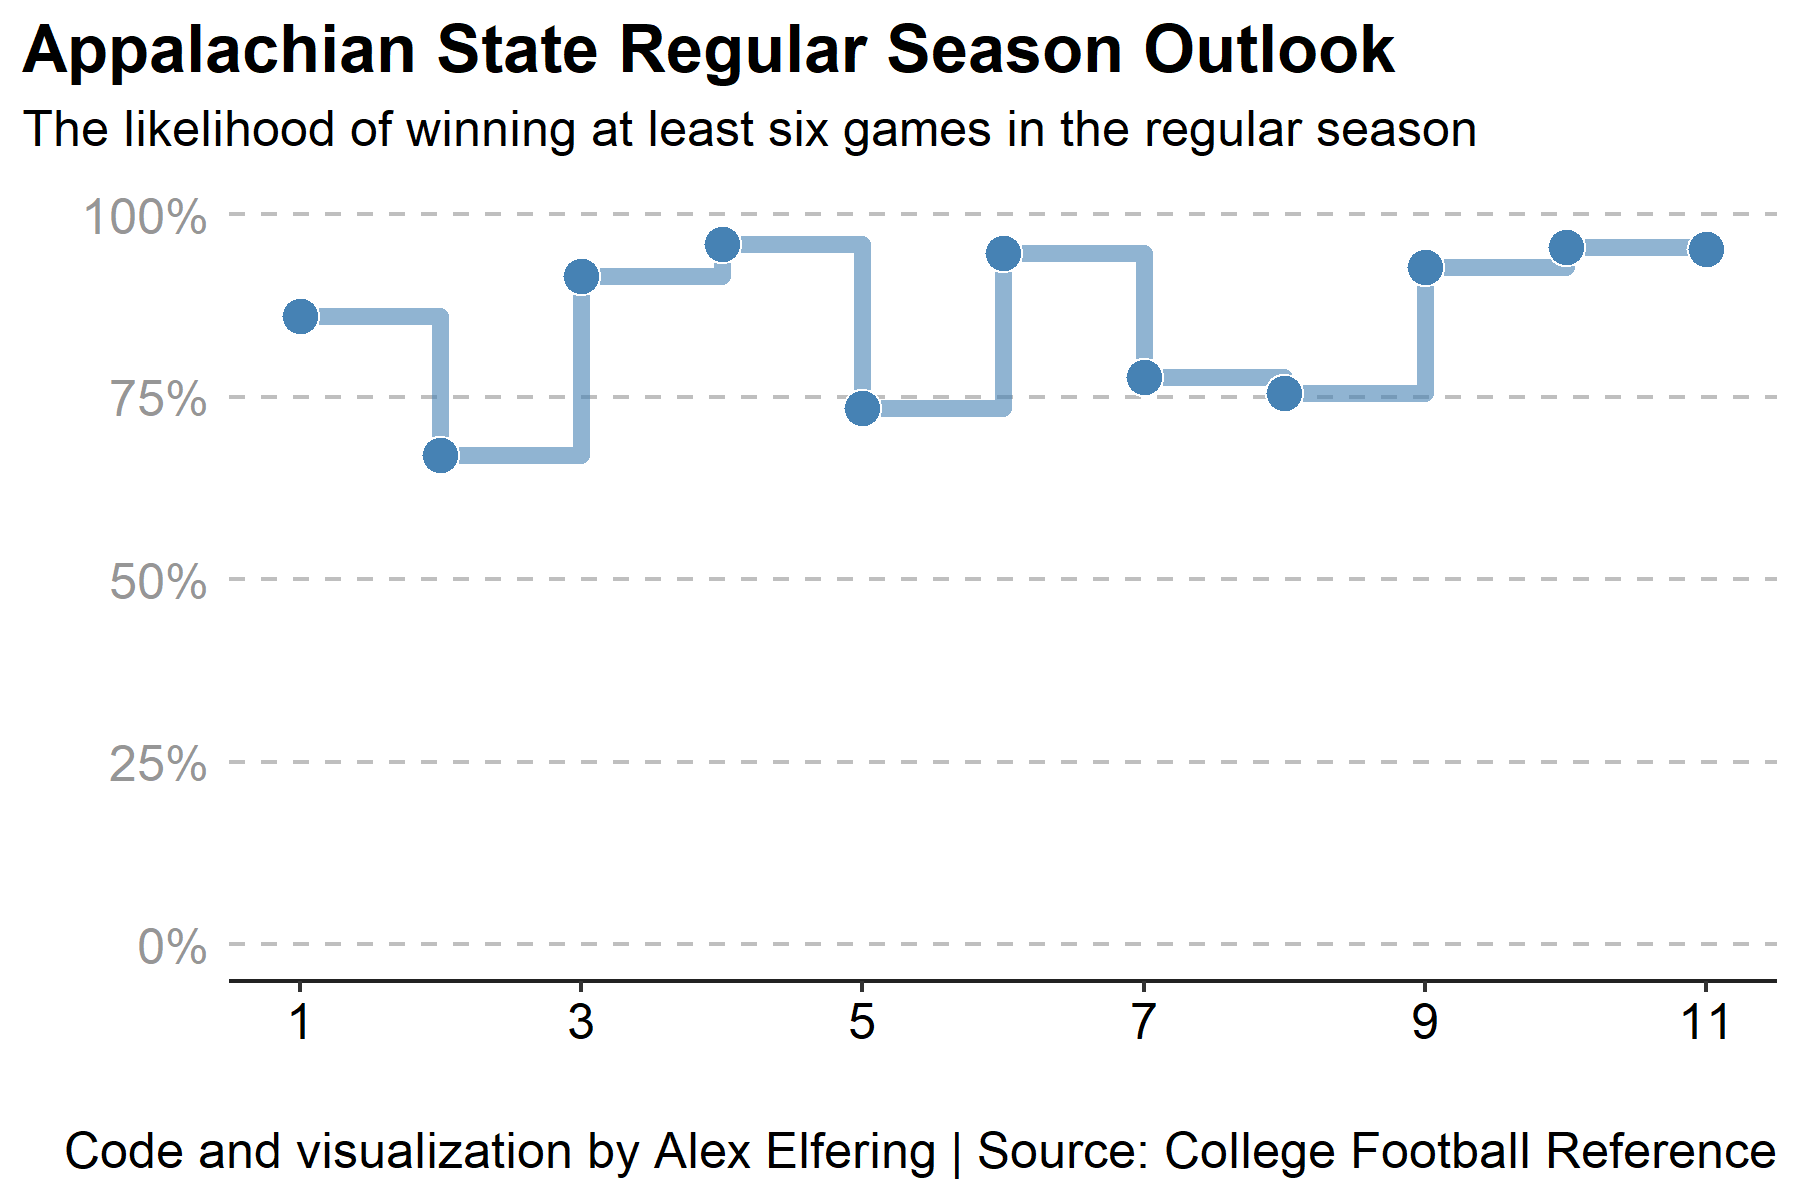 Appalachian State Regular Season Outlook
The likelihood of winning at least six games in the regular season
100%
75%
50%
25%
0%
1 3 5 7 9 11
Code and visualization by Alex Elfering | Source: College Football Reference